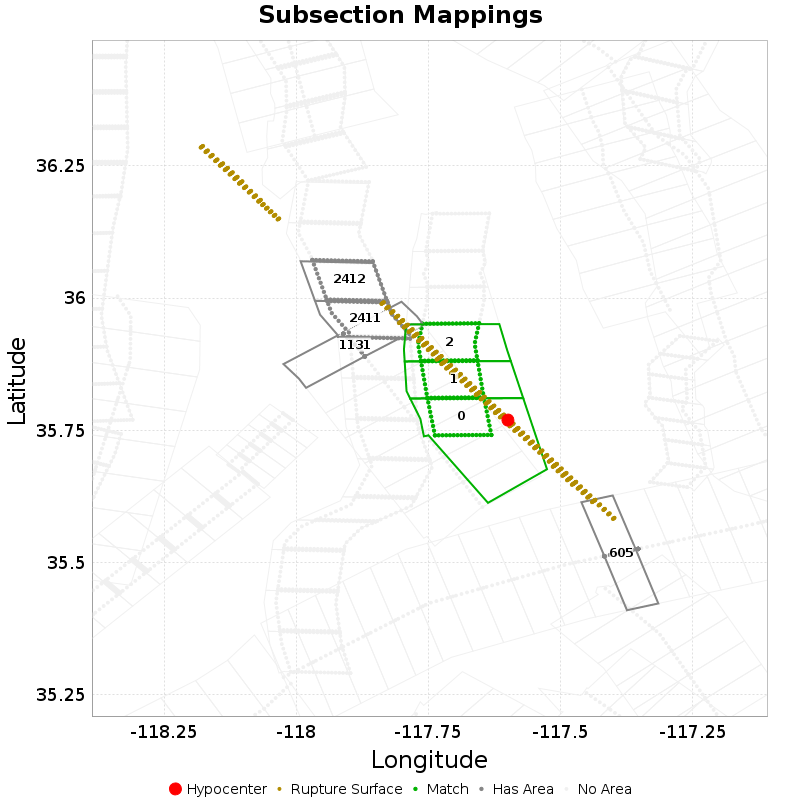 Subsection Mappings
36.25
36
35.75
35.5
35.25
Latitude
2412
2411
1131
2
1
0
605
-118.25 -118 -117.75 -117.5 -117.25
Longitude
Hypocenter Rupture Surface Match Has Area No Area